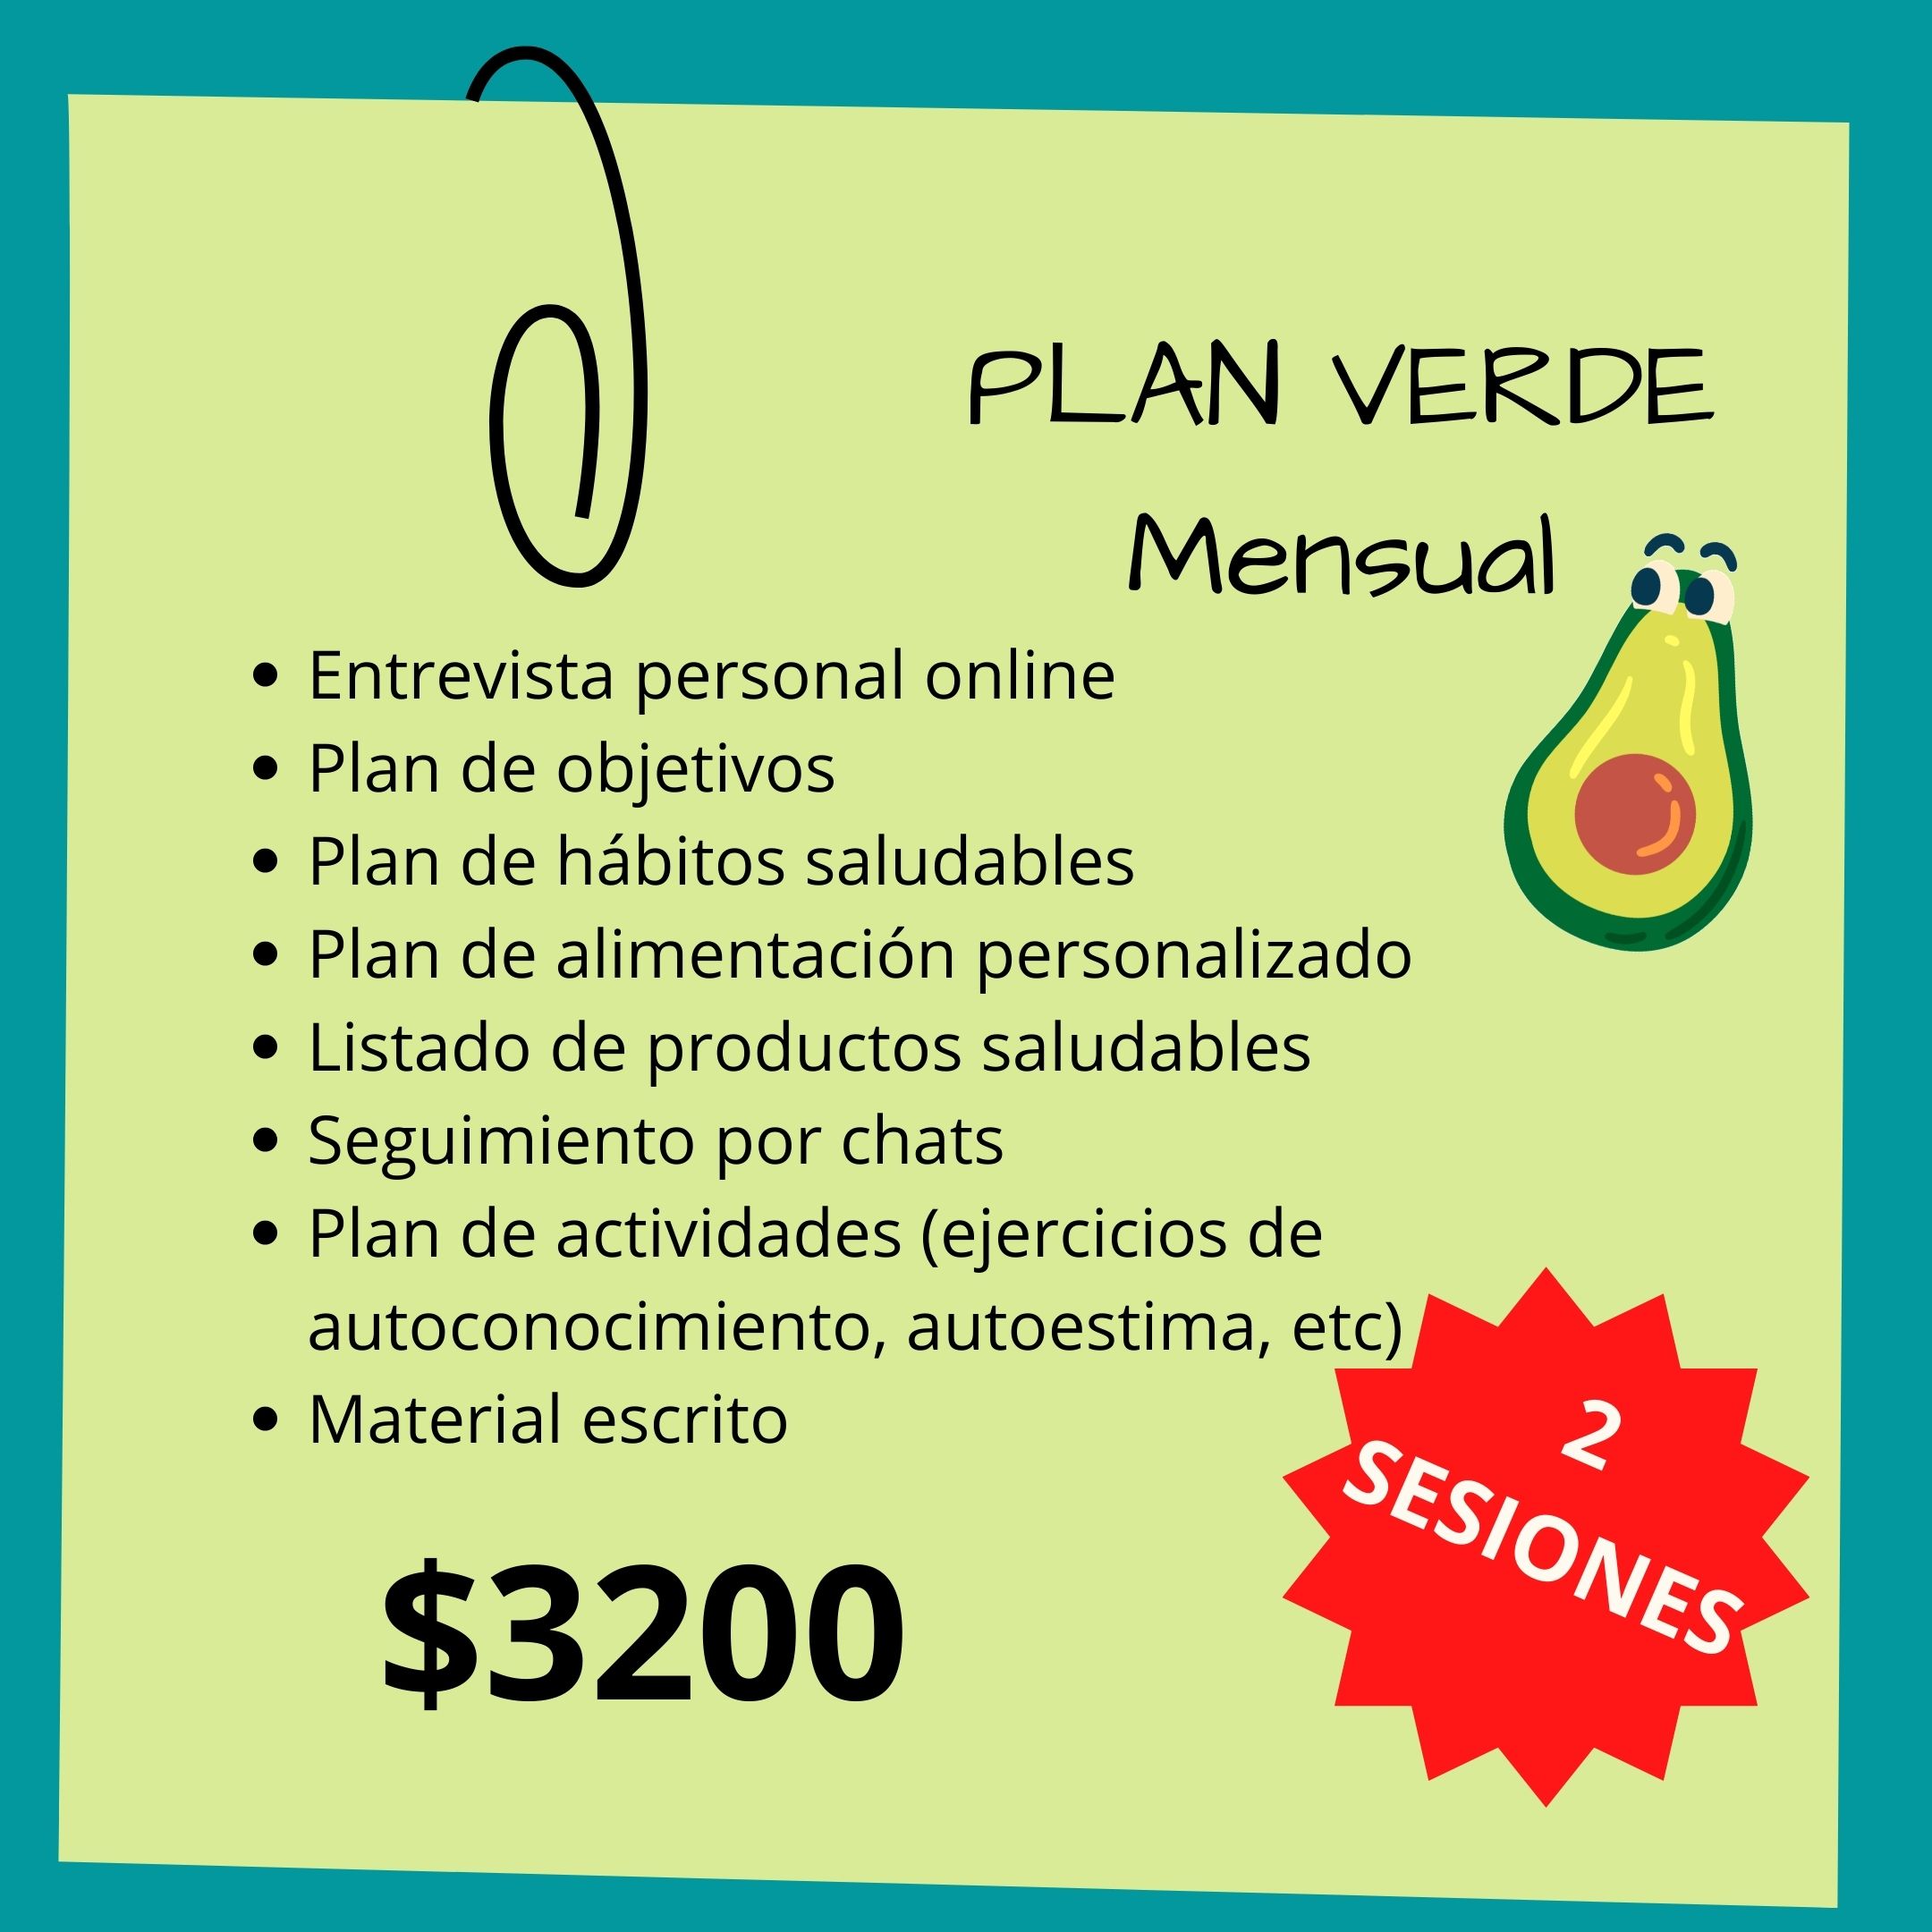 PLAN VERDE
Mensual
Entrevista personal online
Plan de objetivos
Plan de hábitos saludables
Plan de alimentación personalizado
Listado de productos saludables
Seguimiento por chats
Plan de actividades (ejercicios de
autoconocimiento, autoestima, etc)
Material escrito
2
SESIONES
$3200